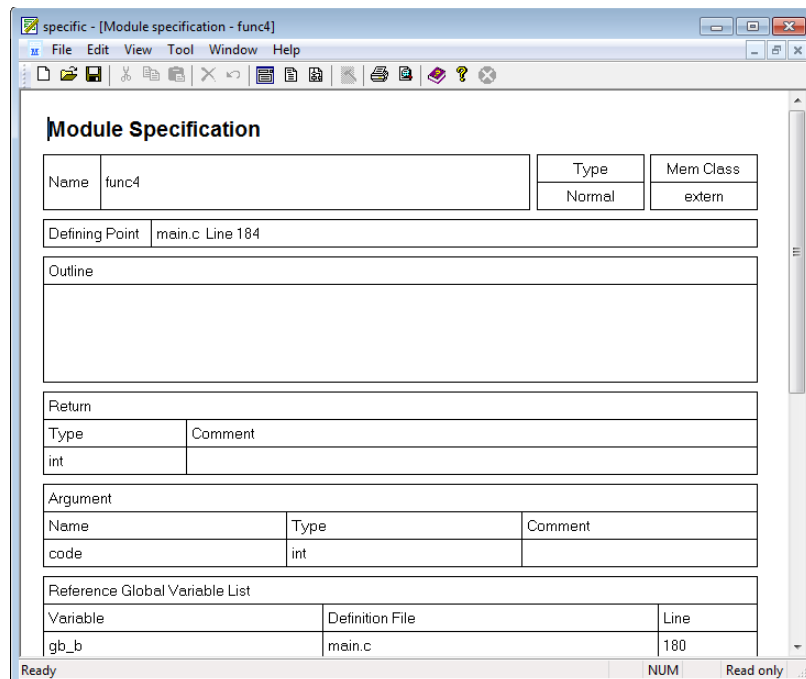 specific - [Module specification - func4]
File Edit View Tool Window Help
Module Specification
Name func4
Type Mem Class
Normal extern
Defining Point main.c Line 184
Outline
Return
Type Comment
int
Argument
Name Type Comment
code int
Reference Global Variable List
Variable Definition File Line
gb_b main.c 180
Ready NUM Read only